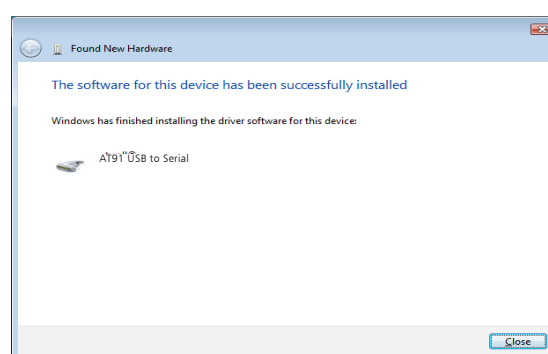 Found New Hardware
The software for this device has been successfully installed
Windows has finished installing the driver software for this device:
AT91 USB to Serial
Close